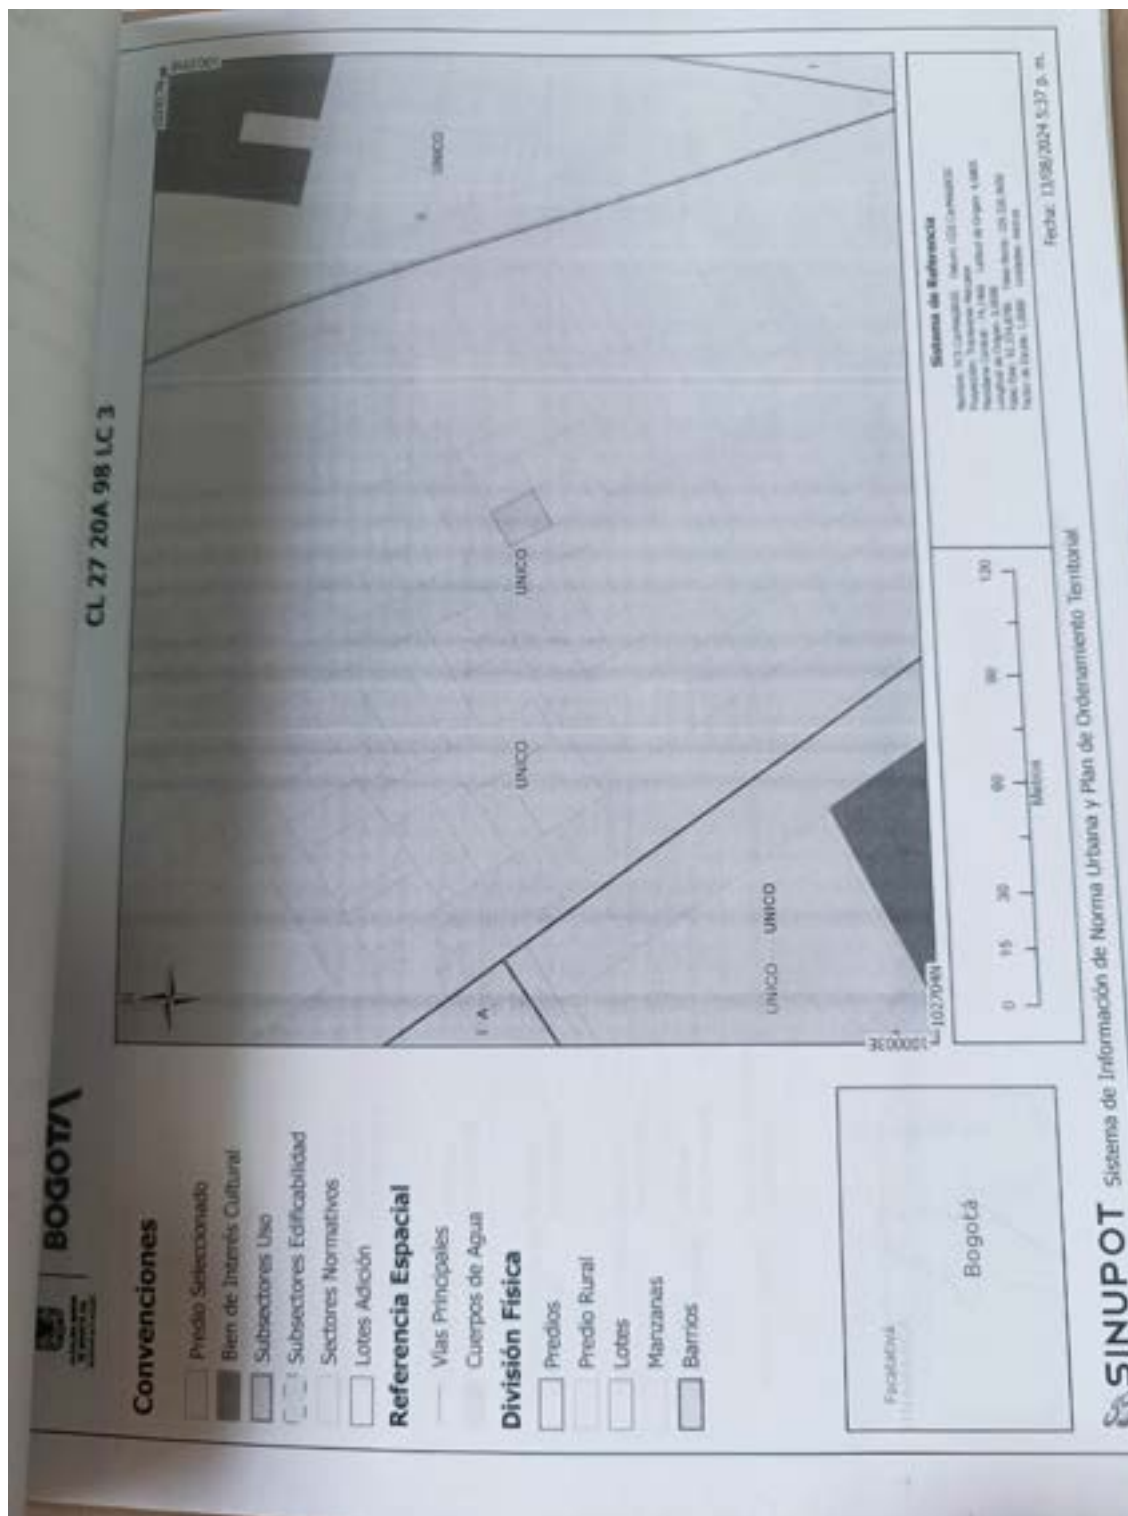 BOGOTÁ
CL 27 20A 98 LC 3
Convenciones
Predio Seleccionado
Bien de Interés Cultural
Subsectores Uso
Subsectores Edificabilidad
Sectores Normativos
Lotes Adición
Referencia Espacial
Vias Principales
Cuerpos de Agua
División Física
Predios
Predio Rural
Lotes
Manzanas
Barrios
Facatativá
Bogotá
N
UNICO
UNICO
UNICO
I A
UNICO
UNICO
102704N
0 15 30 60 90 120
Metros
Sistema de Referencia
Fecha: 13/08/2024 5:37 p. m.
SINUPOT Sistema de Información de Norma Urbana y Plan de Ordenamiento Territorial